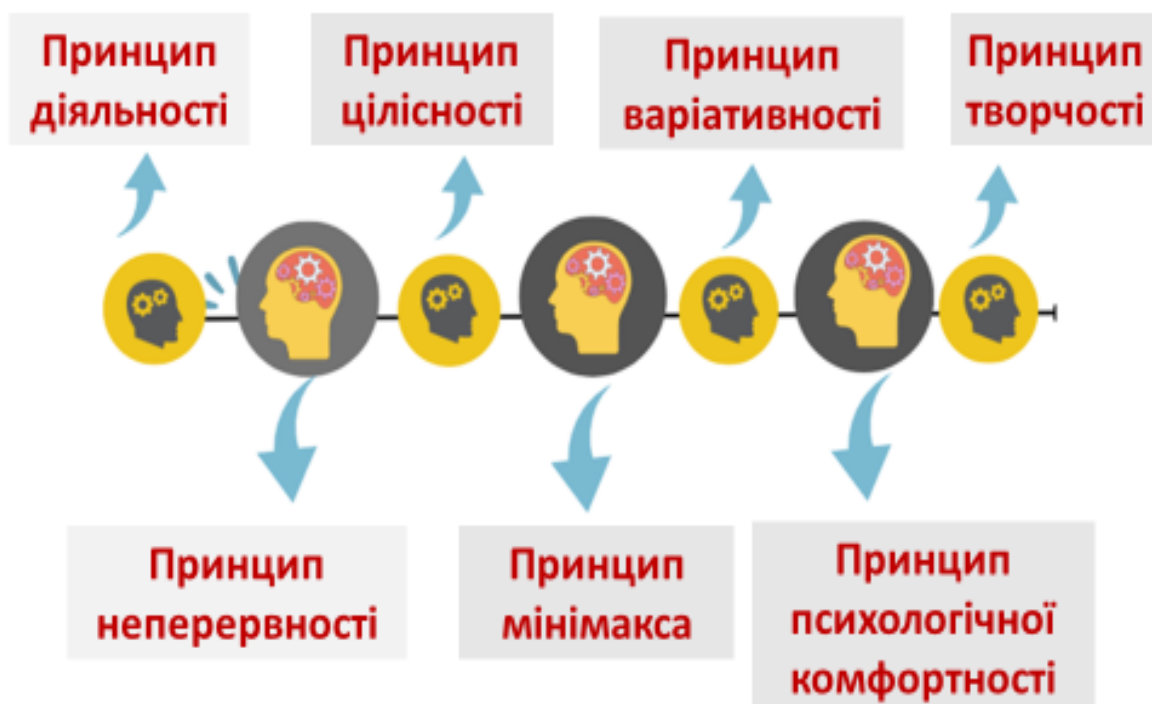 Принцип
діяльності
Принцип
цілісності
Принцип
варіативності
Принцип
творчості
Принцип
неперервності
Принцип
мінімакса
Принцип
психологічної
комфортності